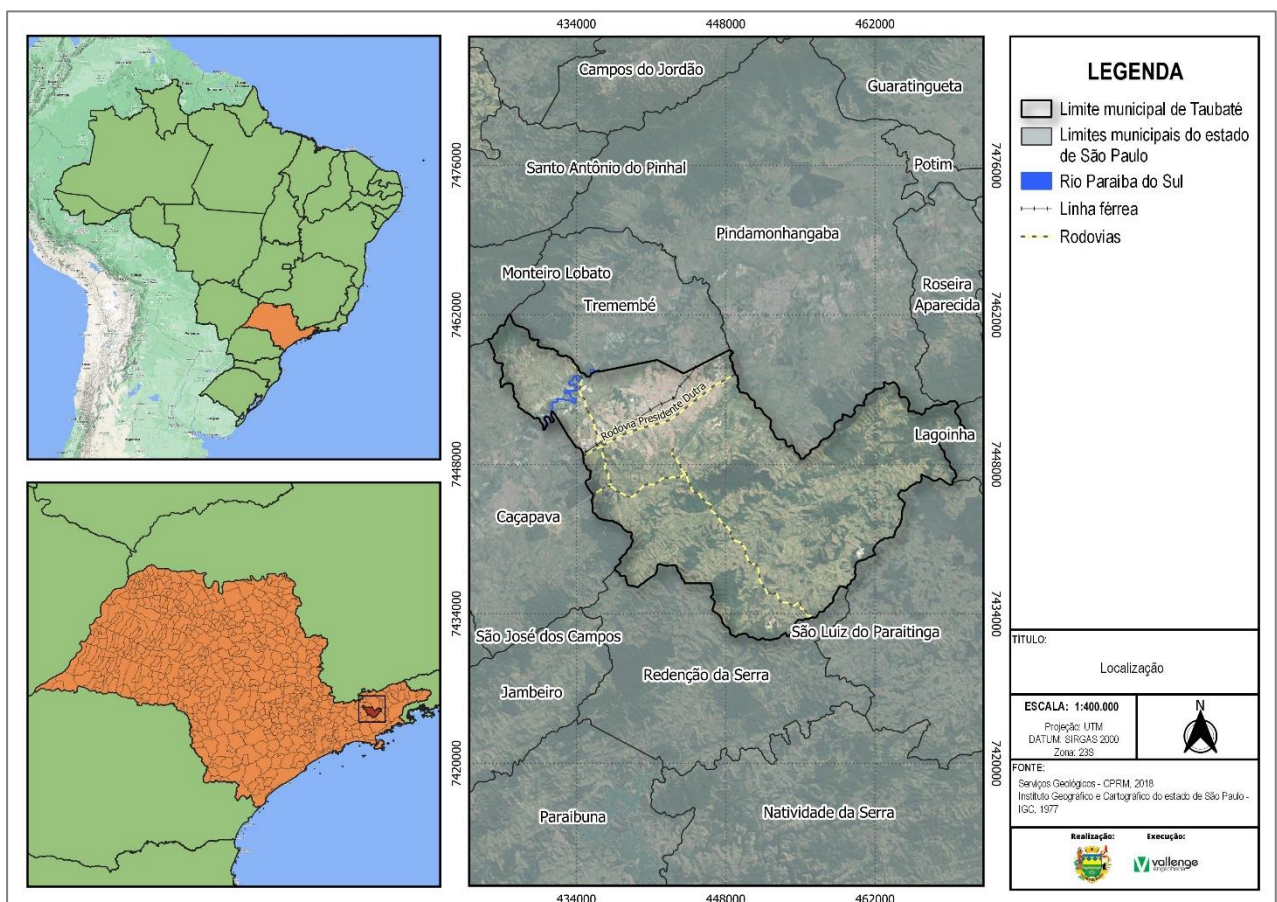 434000
448000
462000
Campos do Jordão
Guaratingueta
Santo Antônio do Pinhal
Potim
7476000
7476000
Pindamonhangaba
Monteiro Lobato
Tremembé
Roseira
Aparecida
7462000
7462000
Rodovia Presidente Dutra
Lagoinha
7448000
7448000
Caçapava
7434000
7434000
São José dos Campos
São Luiz do Paraitinga
Redenção da Serra
Jambeiro
7420000
7420000
Paraibuna
Natividade da Serra
434000
448000
462000
LEGENDA
Limite municipal de Taubaté
Limites municipais do estado
de São Paulo
Rio Paraiba do Sul
Linha férrea
Rodovias
TÍTULO:
Localização
ESCALA: 1:400.000
Projeção: UTM
DATUM: SIRGAS 2000
Zona: 23S
N
FONTE:
Serviços Geológicos - CPRM, 2018
Instituto Geográfico e Cartográfico do estado de São Paulo -
IGC, 1977
Realização:
Execução:
vallenge
engenharia